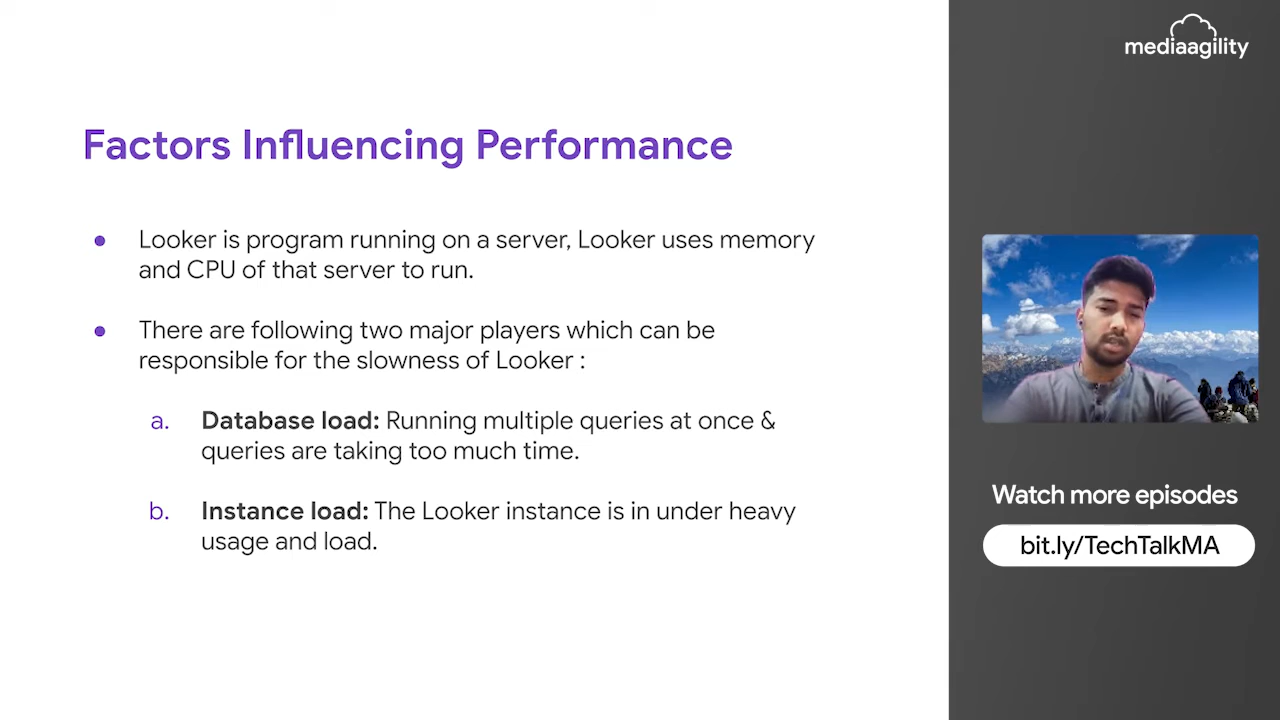 mediaagility
Factors Influencing Performance
● Looker is program running on a server, Looker uses memory
and CPU of that server to run.
● There are following two major players which can be
responsible for the slowness of Looker :
a. Database load: Running multiple queries at once &
queries are taking too much time.
b. Instance load: The Looker instance is in under heavy
usage and load.
Watch more episodes
bit.ly/TechTalkMA